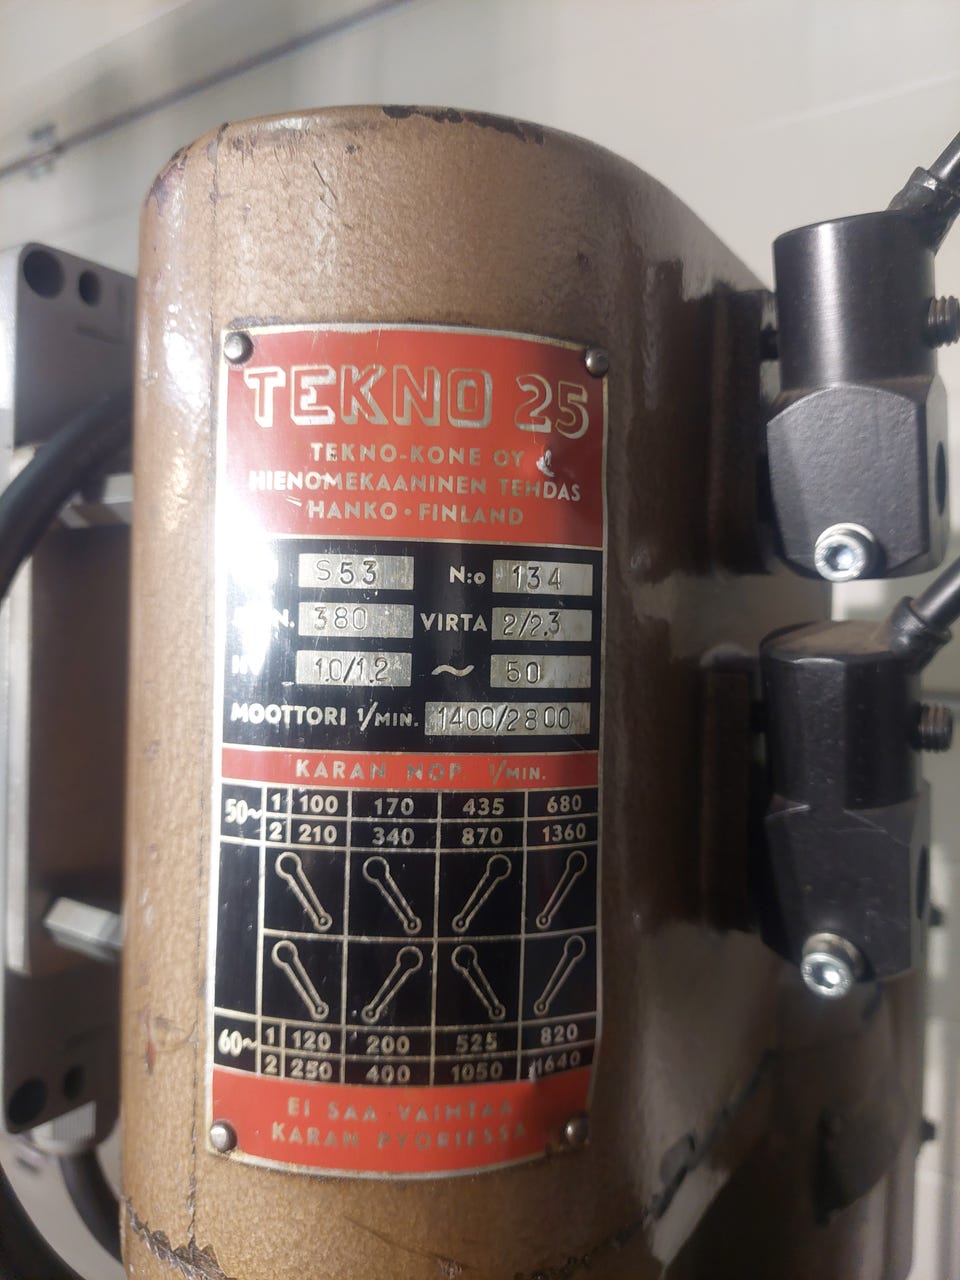 TEKNO 25
TEKNO-KONE OY
HIENOMEKAANINEN TEHDAS
HANKO · FINLAND
S53 N:o 134
380 VIRTA 2/2.3
1.0/1.2 ~ 50
MOOTTORI 1/MIN. 1400/2800
KARAN NOP. 1/MIN.
50~ 1 100 170 435 680
2 210 340 870 1360
60~ 1 120 200 525 820
2 250 400 1050 1640
EI SAA VAIHTAA
KARAN PYÖRIESSÄ